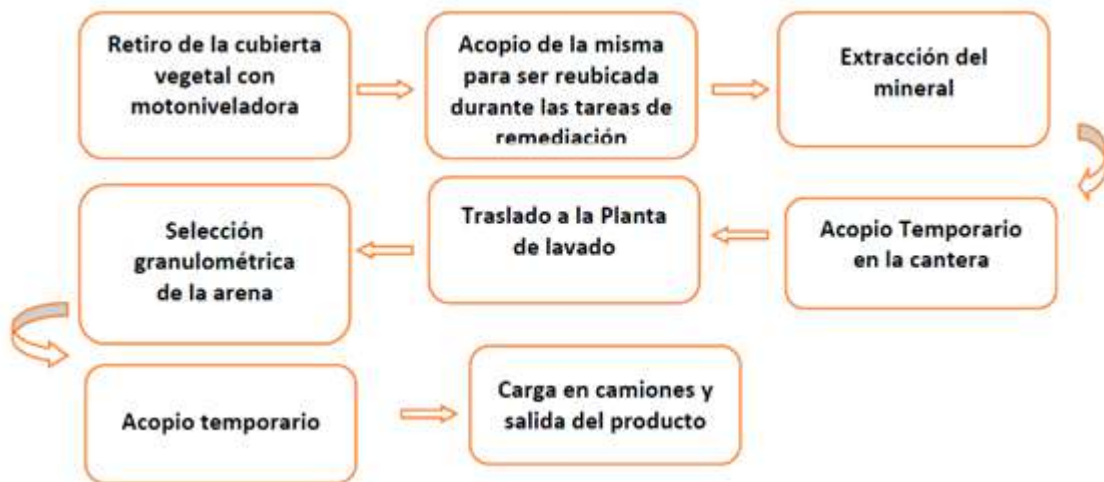 Retiro de la cubierta
vegetal con
motoniveladora
Acopio de la misma
para ser reubicada
durante las tareas de
remediación
Extracción del
mineral
Acopio Temporario
en la cantera
Traslado a la Planta
de lavado
Selección
granulométrica
de la arena
Acopio temporario
Carga en camiones y
salida del producto